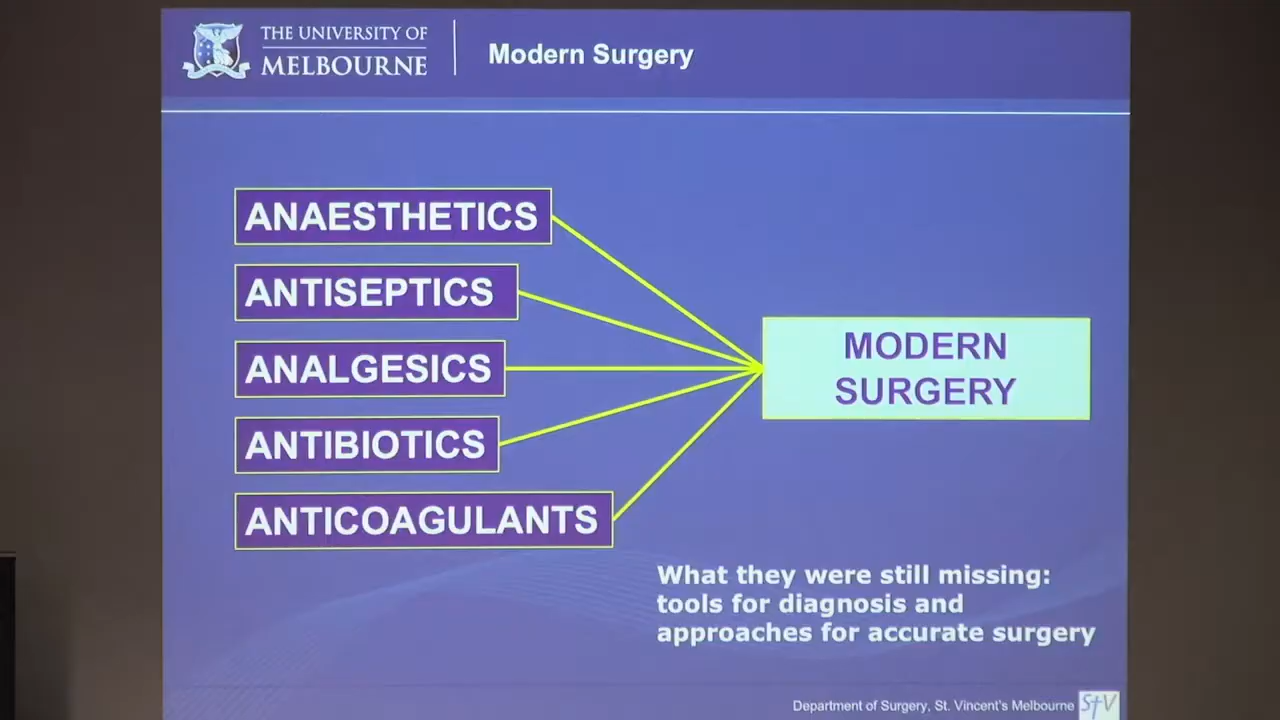 THE UNIVERSITY OF
MELBOURNE
Modern Surgery
ANAESTHETICS
ANTISEPTICS
ANALGESICS
ANTIBIOTICS
ANTICOAGULANTS
MODERN
SURGERY
What they were still missing:
tools for diagnosis and
approaches for accurate surgery
Department of Surgery, St. Vincent's Melbourne
StV